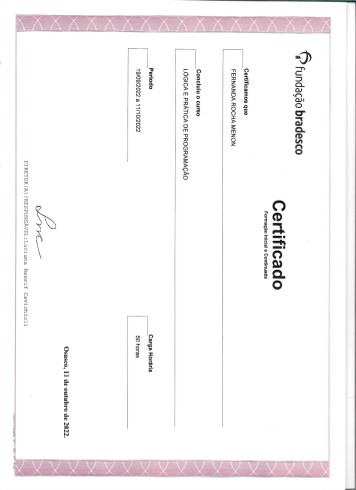 fundação bradesco
Certificado
Formação Inicial e Continuada
Certificamos que
FERNANDA ROCHA MENON
Concluiu o curso
LÓGICA E PRÁTICA DE PROGRAMAÇÃO
Período
Carga Horária
19/09/2022 a 11/10/2022
50 horas
Osasco, 11 de outubro de 2022.
DIRETOR(A)/RESPONSÁVEL:Luciana Nassif Cavichioli